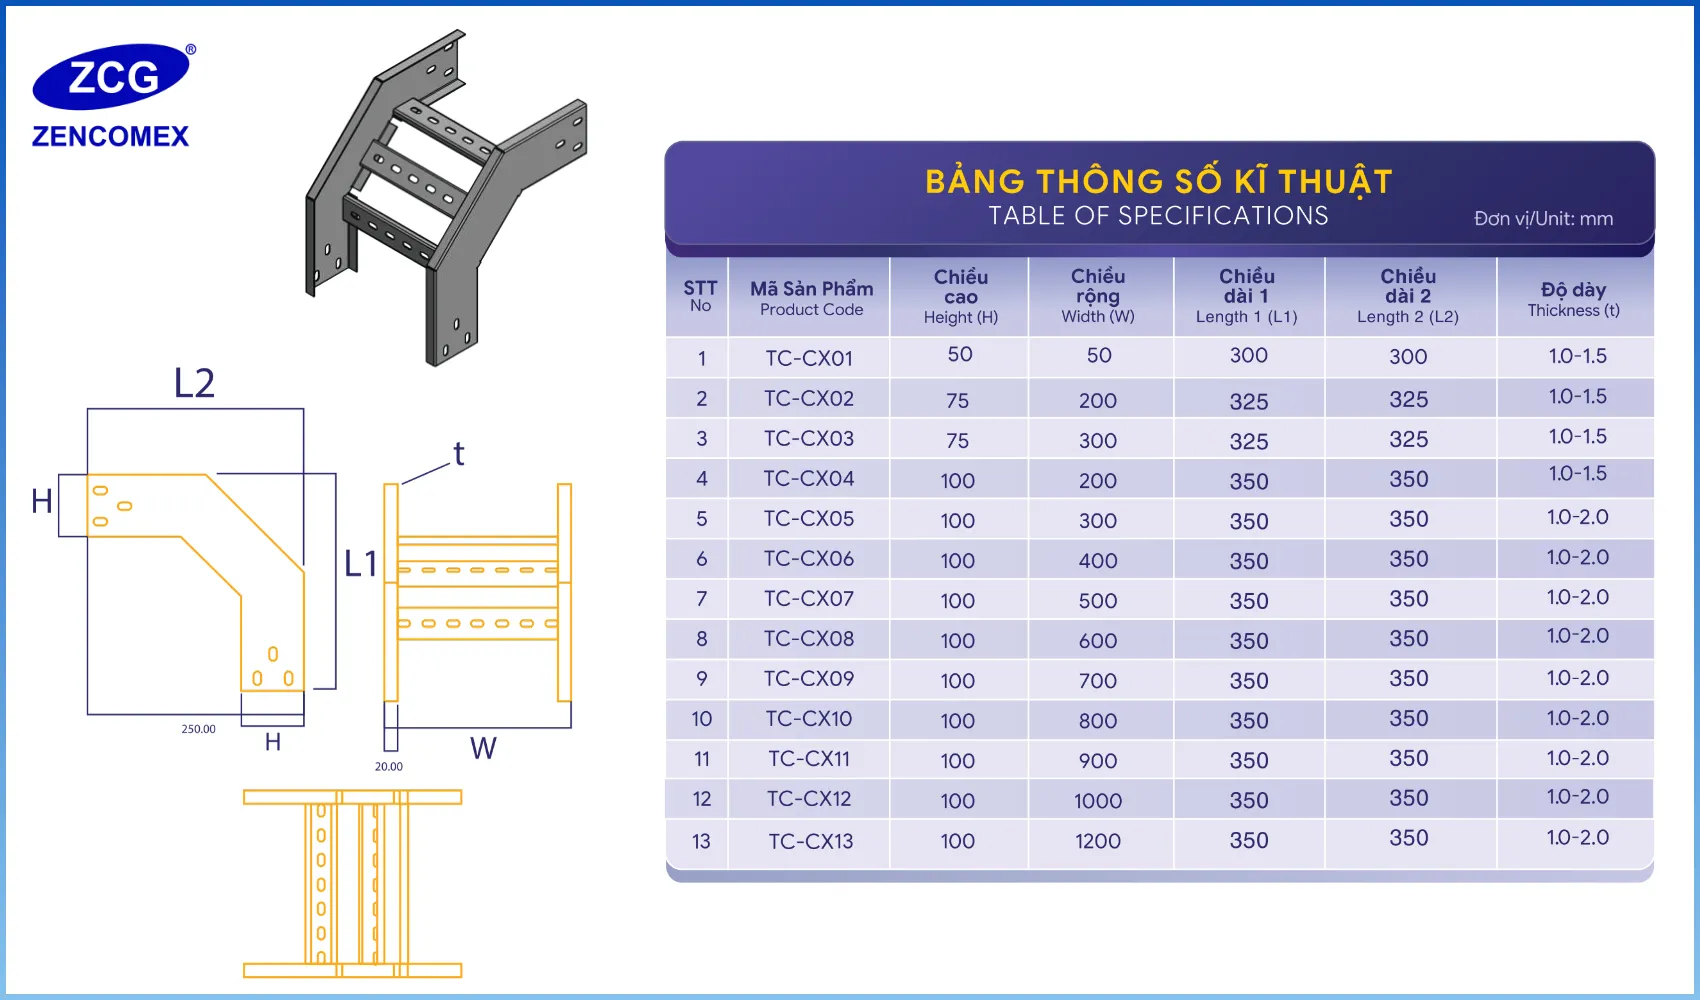 ZCG®
ZENCOMEX
BẢNG THÔNG SỐ KĨ THUẬT
TABLE OF SPECIFICATIONS
Đơn vị/Unit: mm
STT No | Mã Sản Phẩm Product Code | Chiều cao Height (H) | Chiều rộng Width (W) | Chiều dài 1 Length 1 (L1) | Chiều dài 2 Length 2 (L2) | Độ dày Thickness (t)
1 | TC-CX01 | 50 | 50 | 300 | 300 | 1.0-1.5
2 | TC-CX02 | 75 | 200 | 325 | 325 | 1.0-1.5
3 | TC-CX03 | 75 | 300 | 325 | 325 | 1.0-1.5
4 | TC-CX04 | 100 | 200 | 350 | 350 | 1.0-1.5
5 | TC-CX05 | 100 | 300 | 350 | 350 | 1.0-2.0
6 | TC-CX06 | 100 | 400 | 350 | 350 | 1.0-2.0
7 | TC-CX07 | 100 | 500 | 350 | 350 | 1.0-2.0
8 | TC-CX08 | 100 | 600 | 350 | 350 | 1.0-2.0
9 | TC-CX09 | 100 | 700 | 350 | 350 | 1.0-2.0
10 | TC-CX10 | 100 | 800 | 350 | 350 | 1.0-2.0
11 | TC-CX11 | 100 | 900 | 350 | 350 | 1.0-2.0
12 | TC-CX12 | 100 | 1000 | 350 | 350 | 1.0-2.0
13 | TC-CX13 | 100 | 1200 | 350 | 350 | 1.0-2.0
L2
t
H
L1
250.00
H
W
20.00